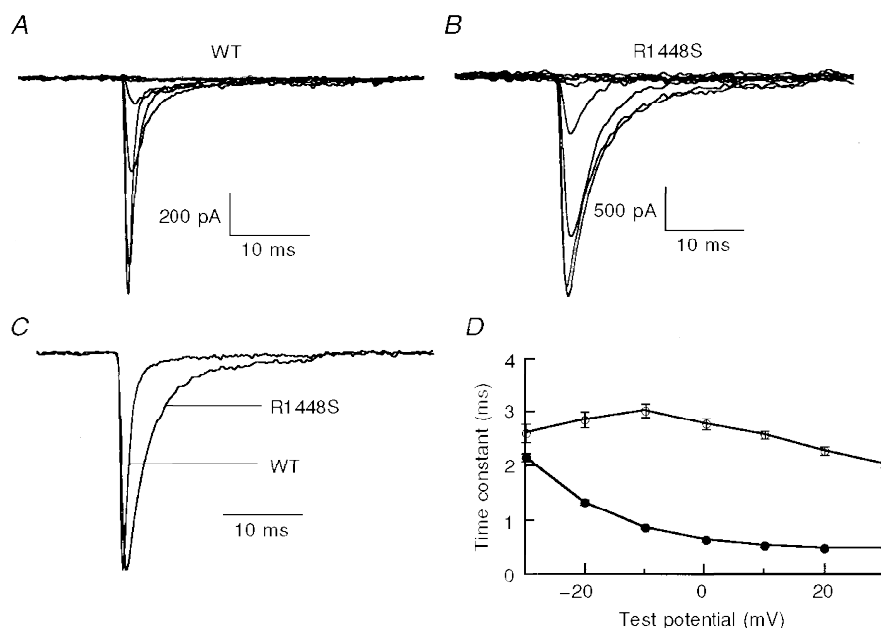 A
WT
200 pA
10 ms
B
R1448S
500 pA
10 ms
C
R1448S
WT
10 ms
D
Time constant (ms)
4
3
2
1
0
−20
0
20
Test potential (mV)